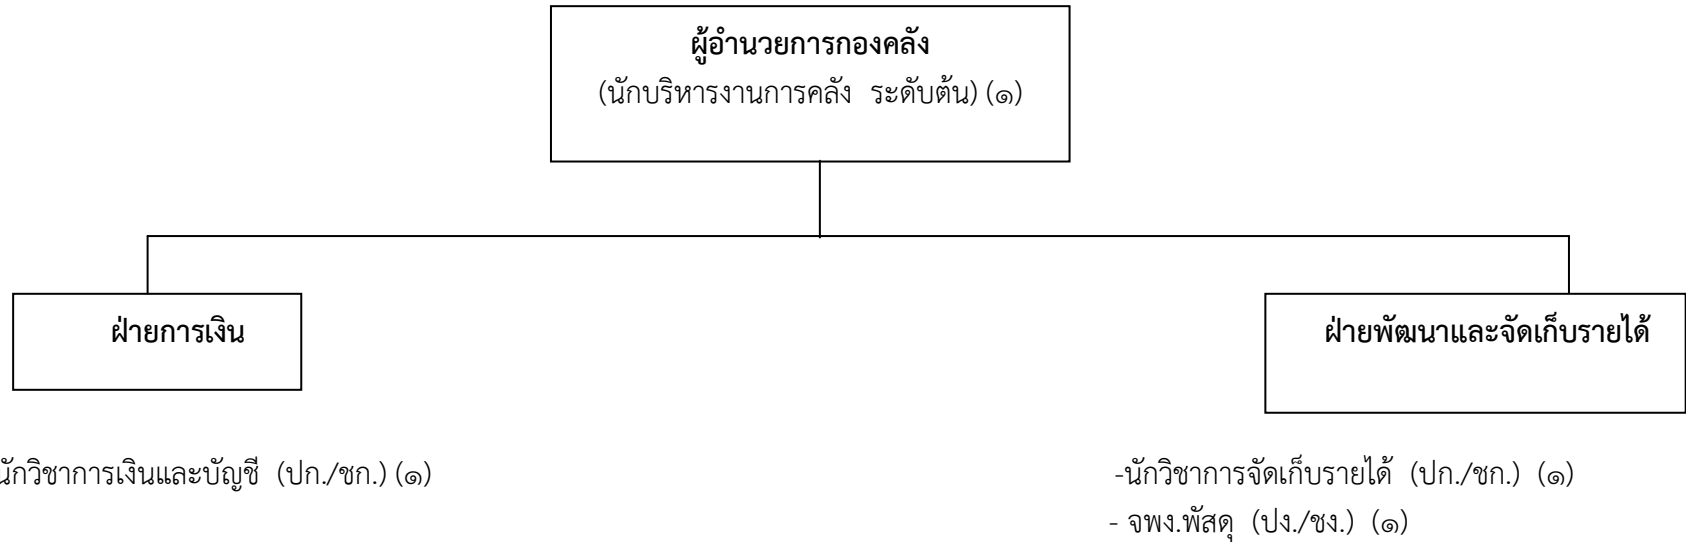 ผู้อำนวยการกองคลัง
(นักบริหารงานการคลัง ระดับต้น) (๑)
ฝ่ายการเงิน
ฝ่ายพัฒนาและจัดเก็บรายได้
นักวิชาการเงินและบัญชี (ปก./ชก.) (๑)
-นักวิชาการจัดเก็บรายได้ (ปก./ชก.) (๑)
- จพง.พัสดุ (ปง./ชง.) (๑)